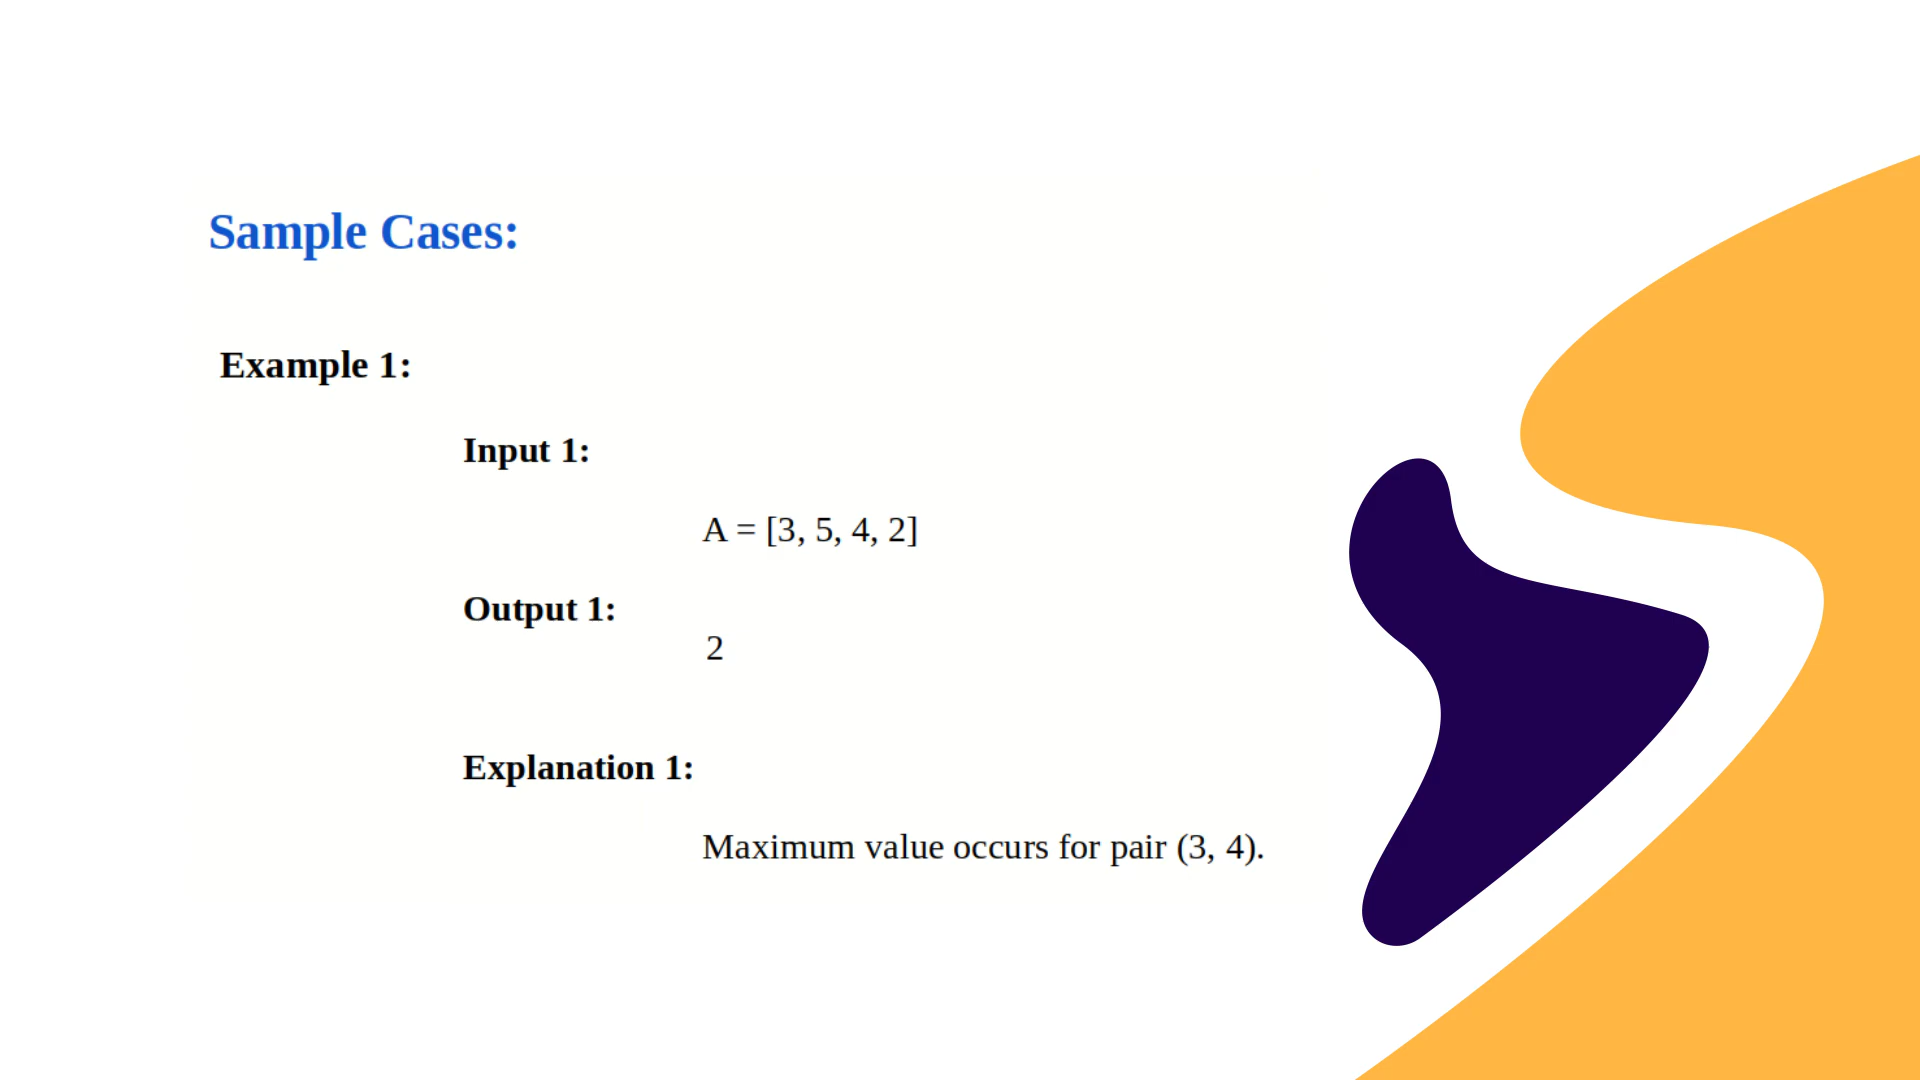 Sample Cases:
Example 1:
Input 1:
A = [3, 5, 4, 2]
Output 1:
2
Explanation 1:
Maximum value occurs for pair (3, 4).